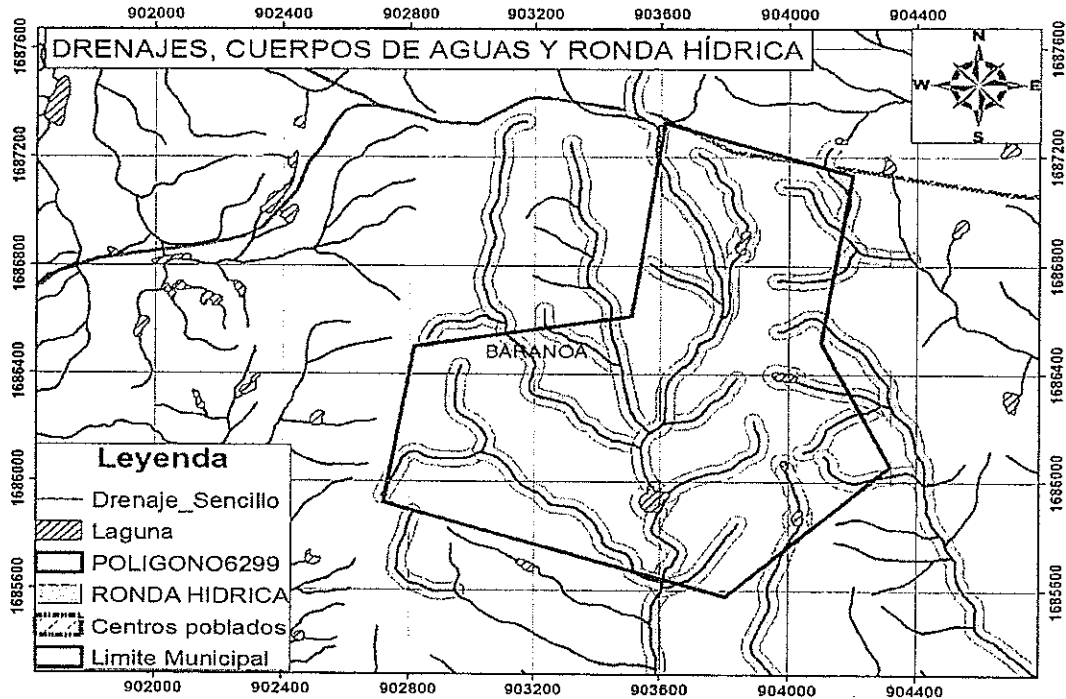 902000 902400 902800 903200 903600 904000 904400
DRENAJES, CUERPOS DE AGUAS Y RONDA HÍDRICA
N
W E
S
1687600 1687600
1687200 1687200
1686800 1686800
1686400 1686400
1686000 1686000
1685600 1685600
BARANOA
Leyenda
Drenaje_Sencillo
Laguna
POLIGONO6299
RONDA HIDRICA
Centros poblados
Limite Municipal
902000 902400 902800 903200 903600 904000 904400